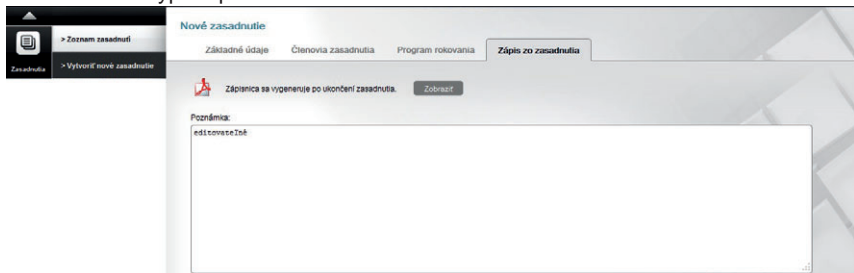 Nové zasadnutie
> Zoznam zasadnutí
Základné údaje Členovia zasadnutia Program rokovania Zápis zo zasadnutia
Zasadnutia
> Vytvoriť nové zasadnutie
Zápisnica sa vygeneruje po ukončení zasadnutia. Zobraziť
Poznámka:
editovateľné